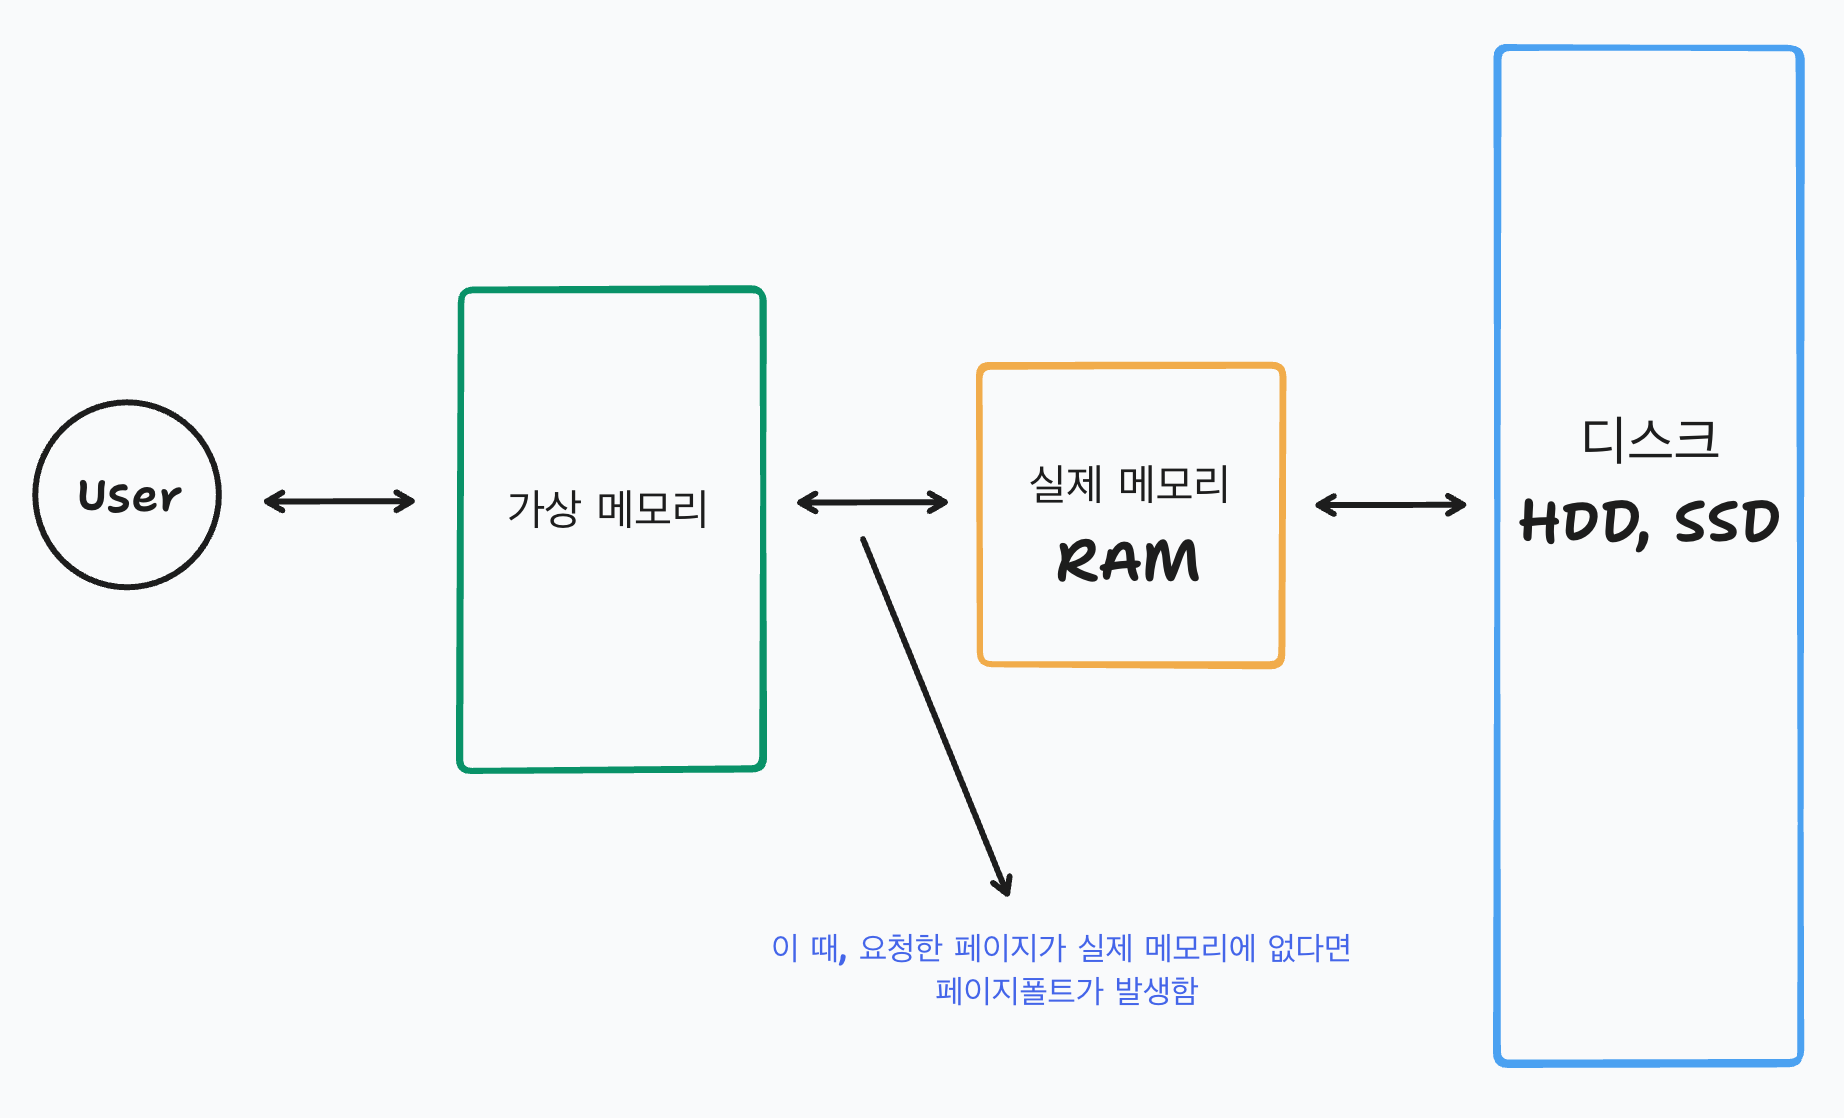 User
가상 메모리
실제 메모리
RAM
디스크
HDD, SSD
이 때, 요청한 페이지가 실제 메모리에 없다면
페이지폴트가 발생함